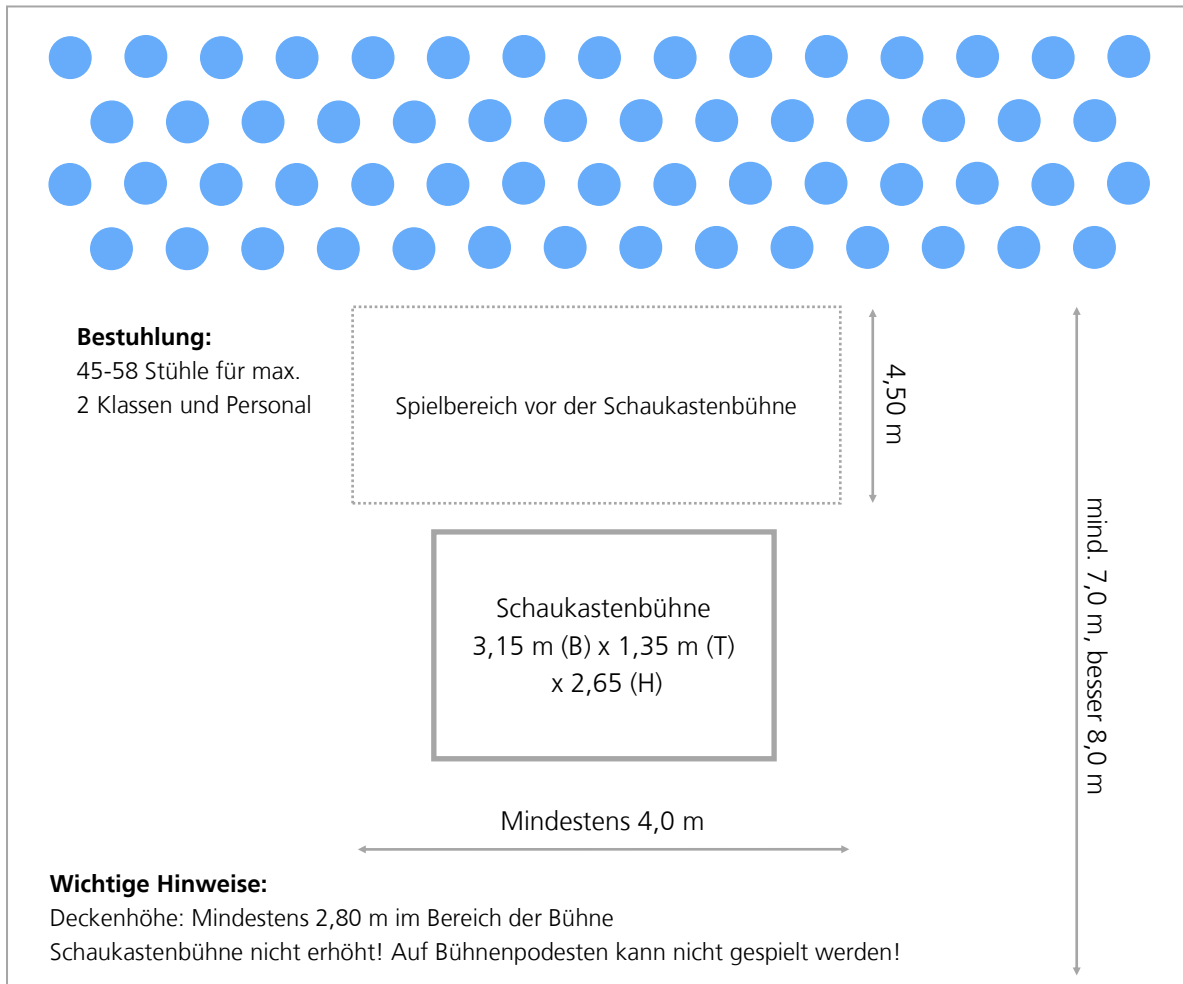 Bestuhlung:
45-58 Stühle für max.
2 Klassen und Personal
Spielbereich vor der Schaukastenbühne
4,50 m
mind. 7,0 m, besser 8,0 m
Schaukastenbühne
3,15 m (B) x 1,35 m (T)
x 2,65 (H)
Mindestens 4,0 m
Wichtige Hinweise:
Deckenhöhe: Mindestens 2,80 m im Bereich der Bühne
Schaukastenbühne nicht erhöht! Auf Bühnenpodesten kann nicht gespielt werden!